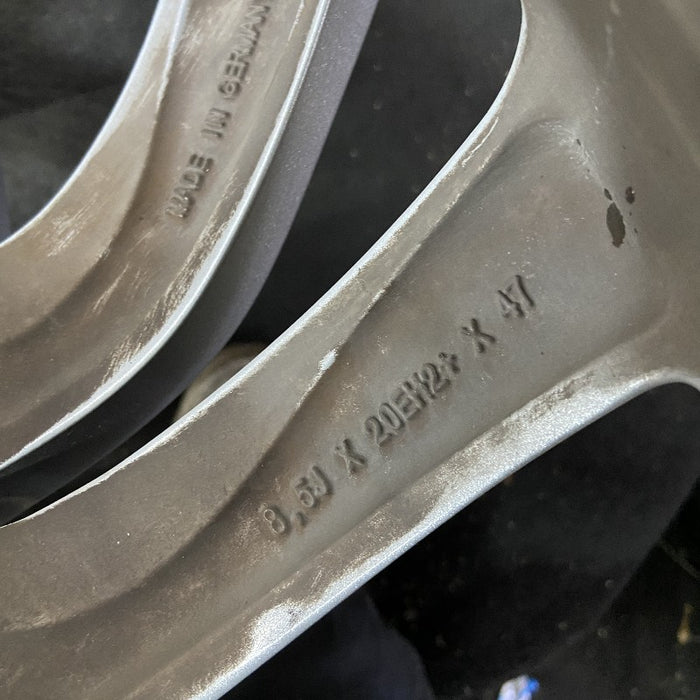 MADE IN GERMANY
8,5J X 20EH2+ X 47